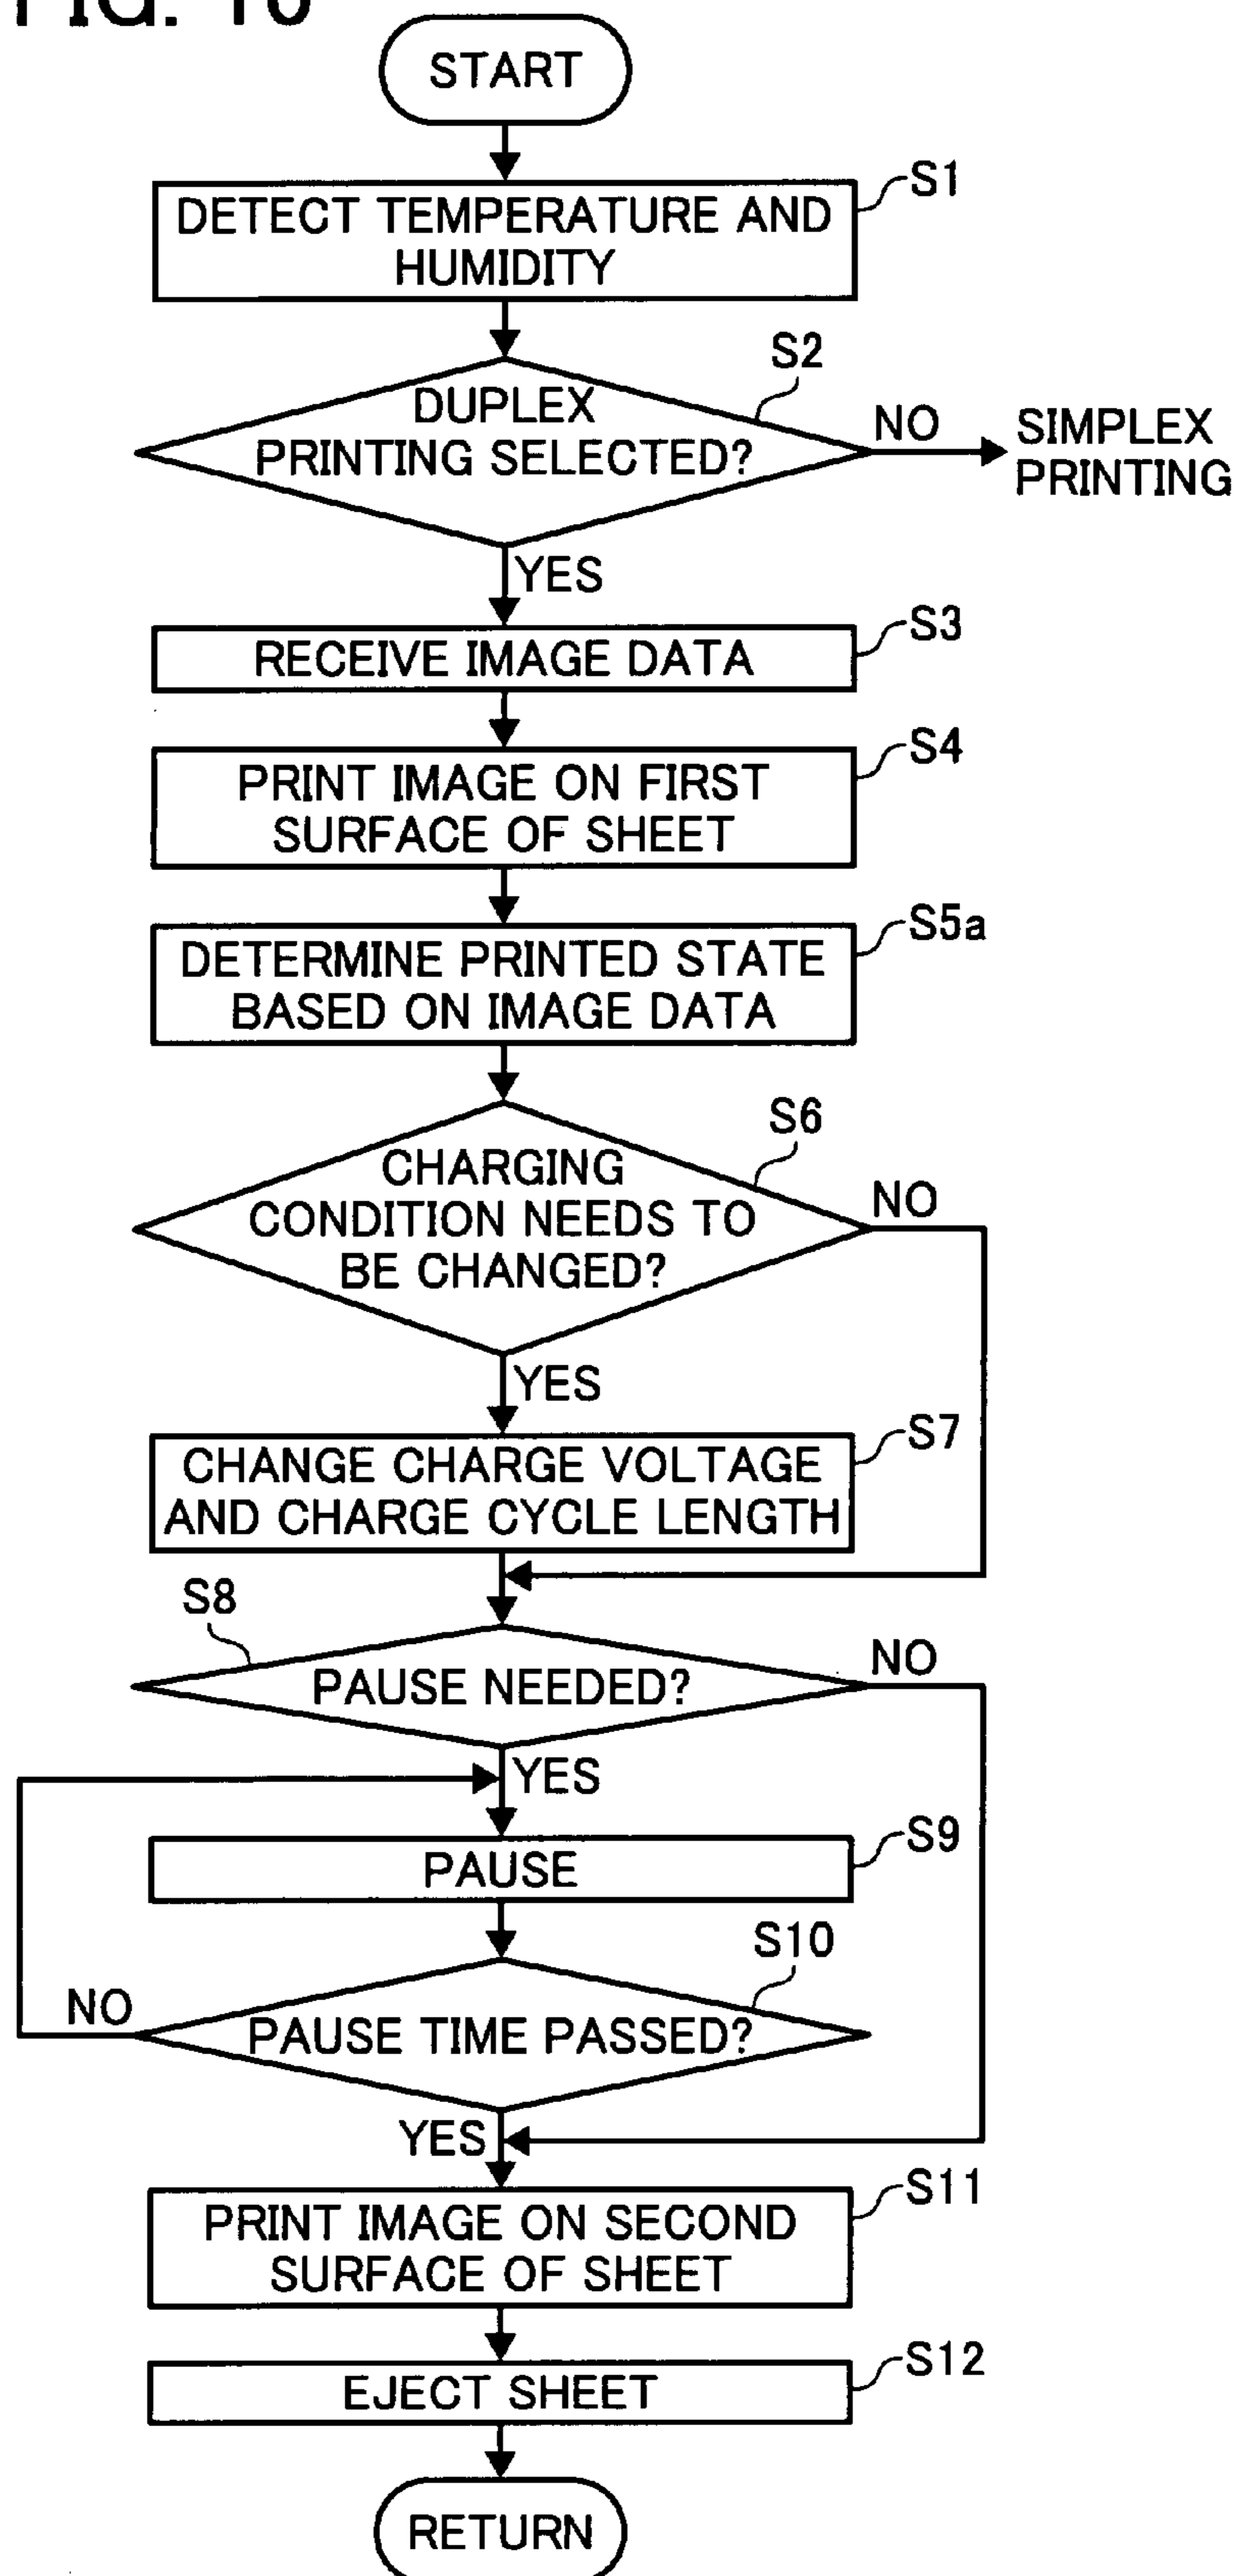 START
S1
DETECT TEMPERATURE AND
HUMIDITY
S2
DUPLEX
PRINTING SELECTED?
NO
SIMPLEX
PRINTING
YES
S3
RECEIVE IMAGE DATA
S4
PRINT IMAGE ON FIRST
SURFACE OF SHEET
S5a
DETERMINE PRINTED STATE
BASED ON IMAGE DATA
S6
CHARGING
CONDITION NEEDS TO
BE CHANGED?
NO
YES
S7
CHANGE CHARGE VOLTAGE
AND CHARGE CYCLE LENGTH
S8
PAUSE NEEDED?
NO
YES
S9
PAUSE
S10
PAUSE TIME PASSED?
NO
YES
S11
PRINT IMAGE ON SECOND
SURFACE OF SHEET
S12
EJECT SHEET
RETURN